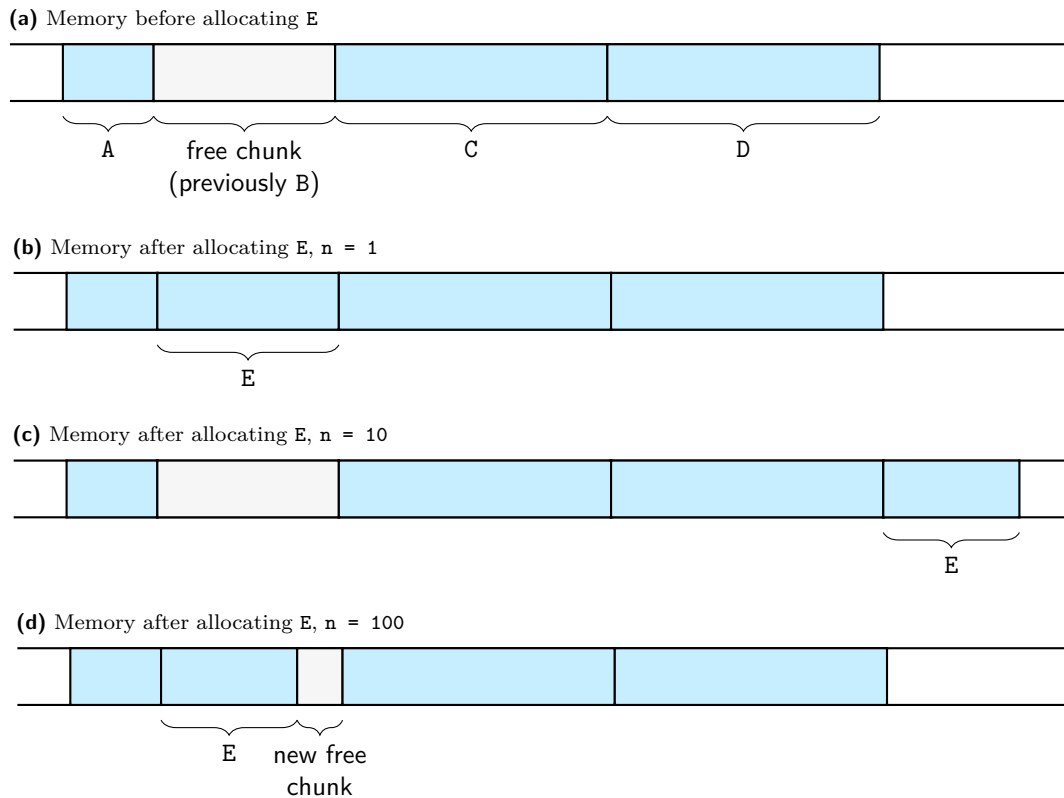 (a) Memory before allocating E
A
free chunk
(previously B)
C
D
(b) Memory after allocating E, n = 1
E
(c) Memory after allocating E, n = 10
E
(d) Memory after allocating E, n = 100
E
new free
chunk